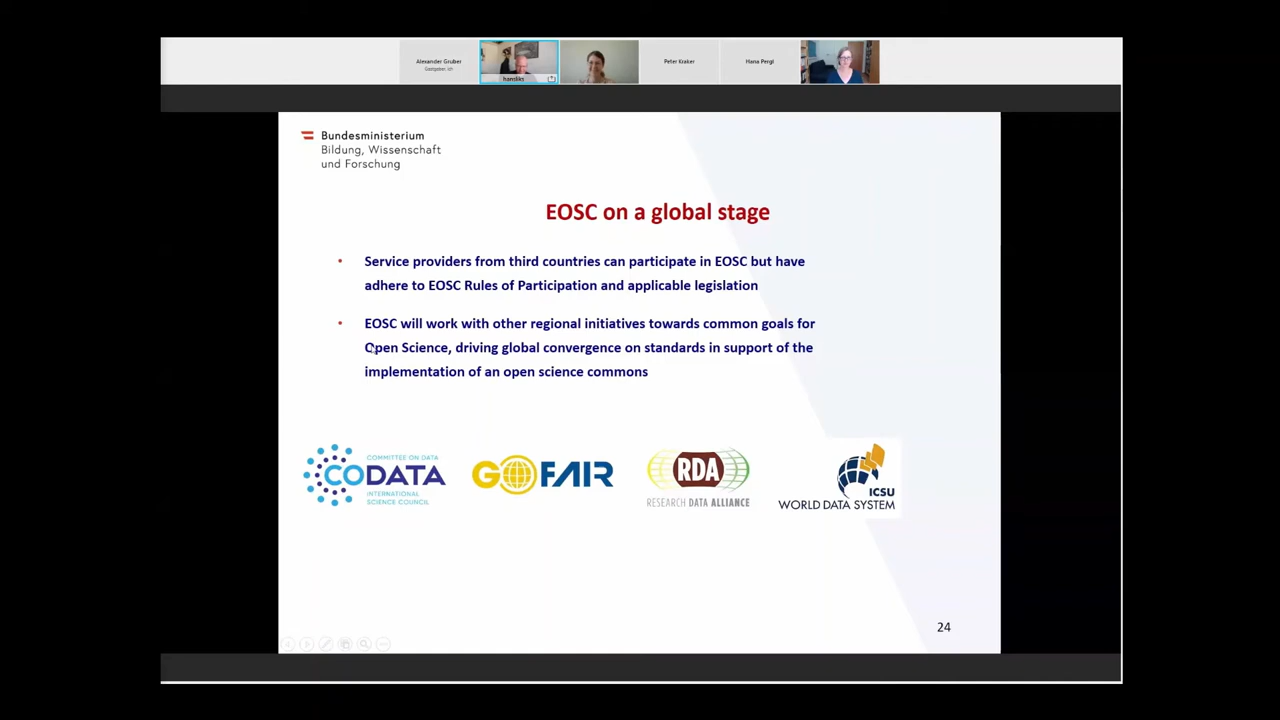 Alexander Gruber
Gastgeber, ich
hansliks
Peter Kraker
Hana Pergl
Bundesministerium
Bildung, Wissenschaft
und Forschung
EOSC on a global stage
• Service providers from third countries can participate in EOSC but have
adhere to EOSC Rules of Participation and applicable legislation
• EOSC will work with other regional initiatives towards common goals for
Open Science, driving global convergence on standards in support of the
implementation of an open science commons
COMMITTEE ON DATA
CODATA
INTERNATIONAL
SCIENCE COUNCIL
GO FAIR
RDA
RESEARCH DATA ALLIANCE
ICSU
WORLD DATA SYSTEM
24